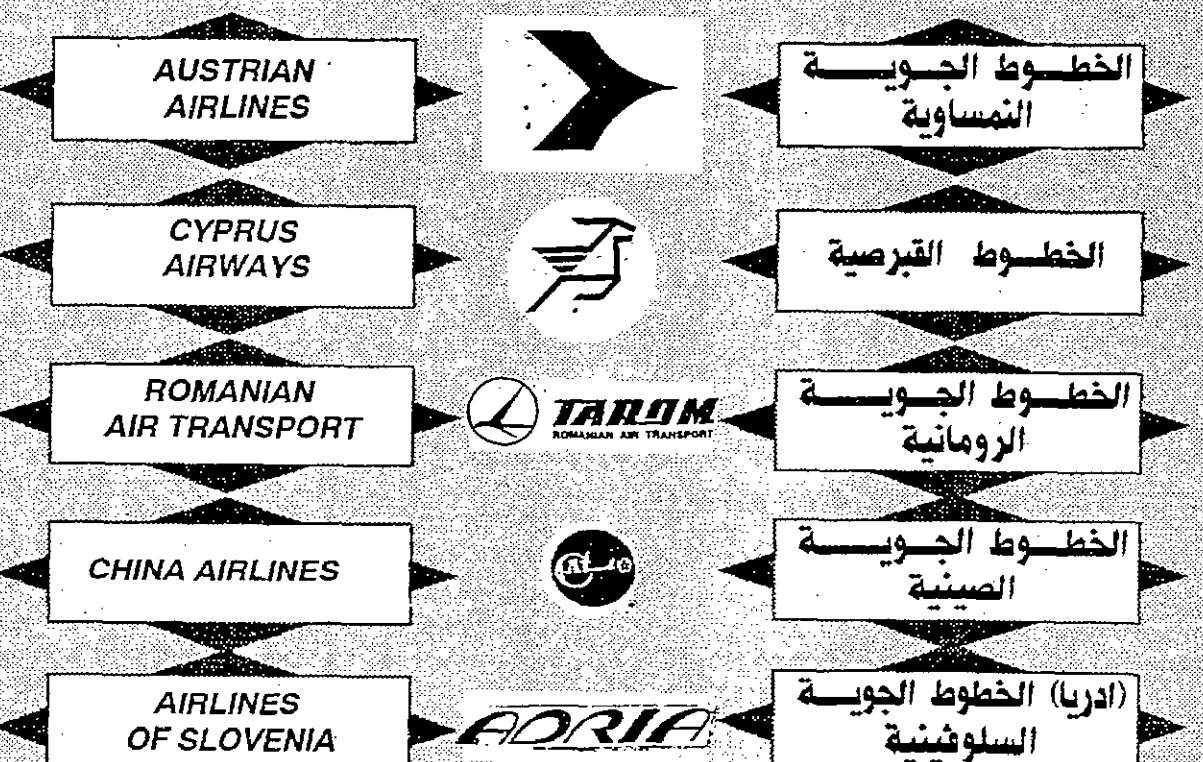 AUSTRIAN
AIRLINES
الخطوط الجوية
النمساوية
CYPRUS
AIRWAYS
الخطوط القبرصية
ROMANIAN
AIR TRANSPORT
TAROM
ROMANIAN AIR TRANSPORT
الخطوط الجوية
الرومانية
CHINA AIRLINES
الخطوط الجوية
الصينية
AIRLINES
OF SLOVENIA
ADRIA
(ادريا) الخطوط الجوية
السلوڤينية